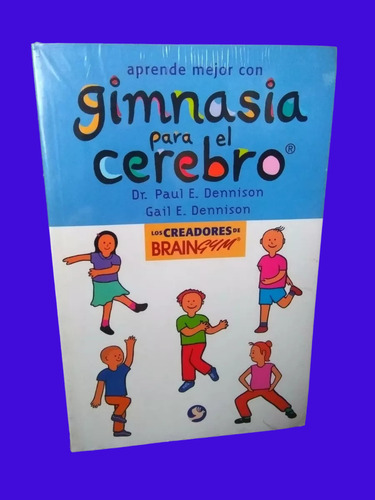 aprende mejor con
gimnasia
para el
cerebro®
Dr. Paul E. Dennison
Gail E. Dennison
LOS CREADORES DE
BRAINGYM®